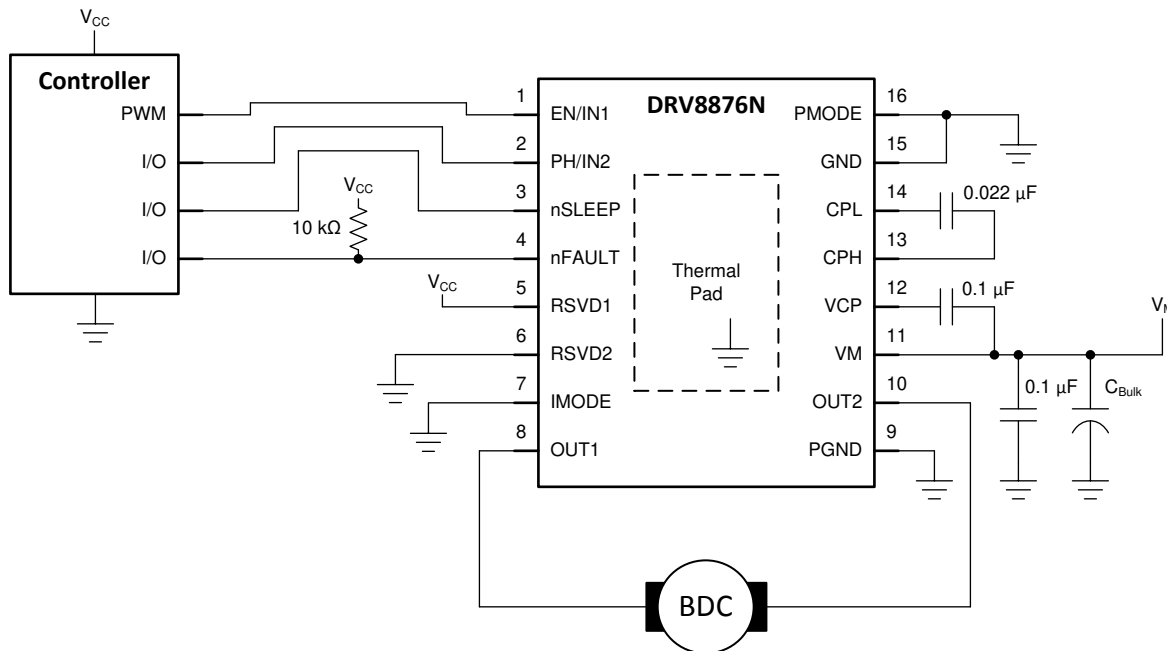 VCC
Controller
PWM
I/O
I/O
I/O
VCC
10 kΩ
VCC
DRV8876N
1
EN/IN1
2
PH/IN2
3
nSLEEP
4
nFAULT
5
RSVD1
6
RSVD2
7
IMODE
8
OUT1
Thermal
Pad
16
PMODE
15
GND
14
CPL
0.022 µF
13
CPH
12
VCP
0.1 µF
11
VM
10
OUT2
9
PGND
0.1 µF
CBulk
BDC